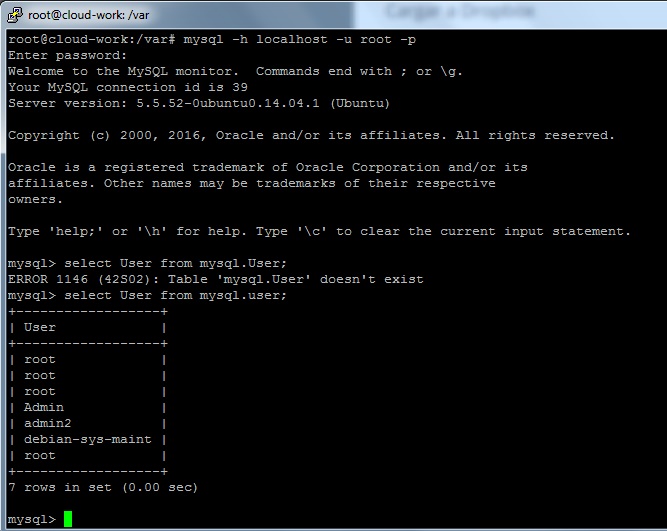 root@cloud-work: /var
Cargar a Dropbox
root@cloud-work:/var# mysql -h localhost -u root -p
Enter password:
Welcome to the MySQL monitor.  Commands end with ; or \g.
Your MySQL connection id is 39
Server version: 5.5.52-0ubuntu0.14.04.1 (Ubuntu)
Copyright (c) 2000, 2016, Oracle and/or its affiliates. All rights reserved.
Oracle is a registered trademark of Oracle Corporation and/or its
affiliates. Other names may be trademarks of their respective
owners.
Type 'help;' or '\h' for help. Type '\c' to clear the current input statement.
mysql> select User from mysql.User;
ERROR 1146 (42S02): Table 'mysql.User' doesn't exist
mysql> select User from mysql.user;
+------------------+
| User             |
+------------------+
| root             |
| root             |
| root             |
| Admin            |
| admin2           |
| debian-sys-maint |
| root             |
+------------------+
7 rows in set (0.00 sec)
mysql>